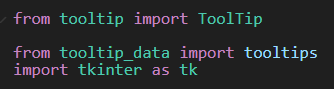 from tooltip import ToolTip
from tooltip_data import tooltips
import tkinter as tk